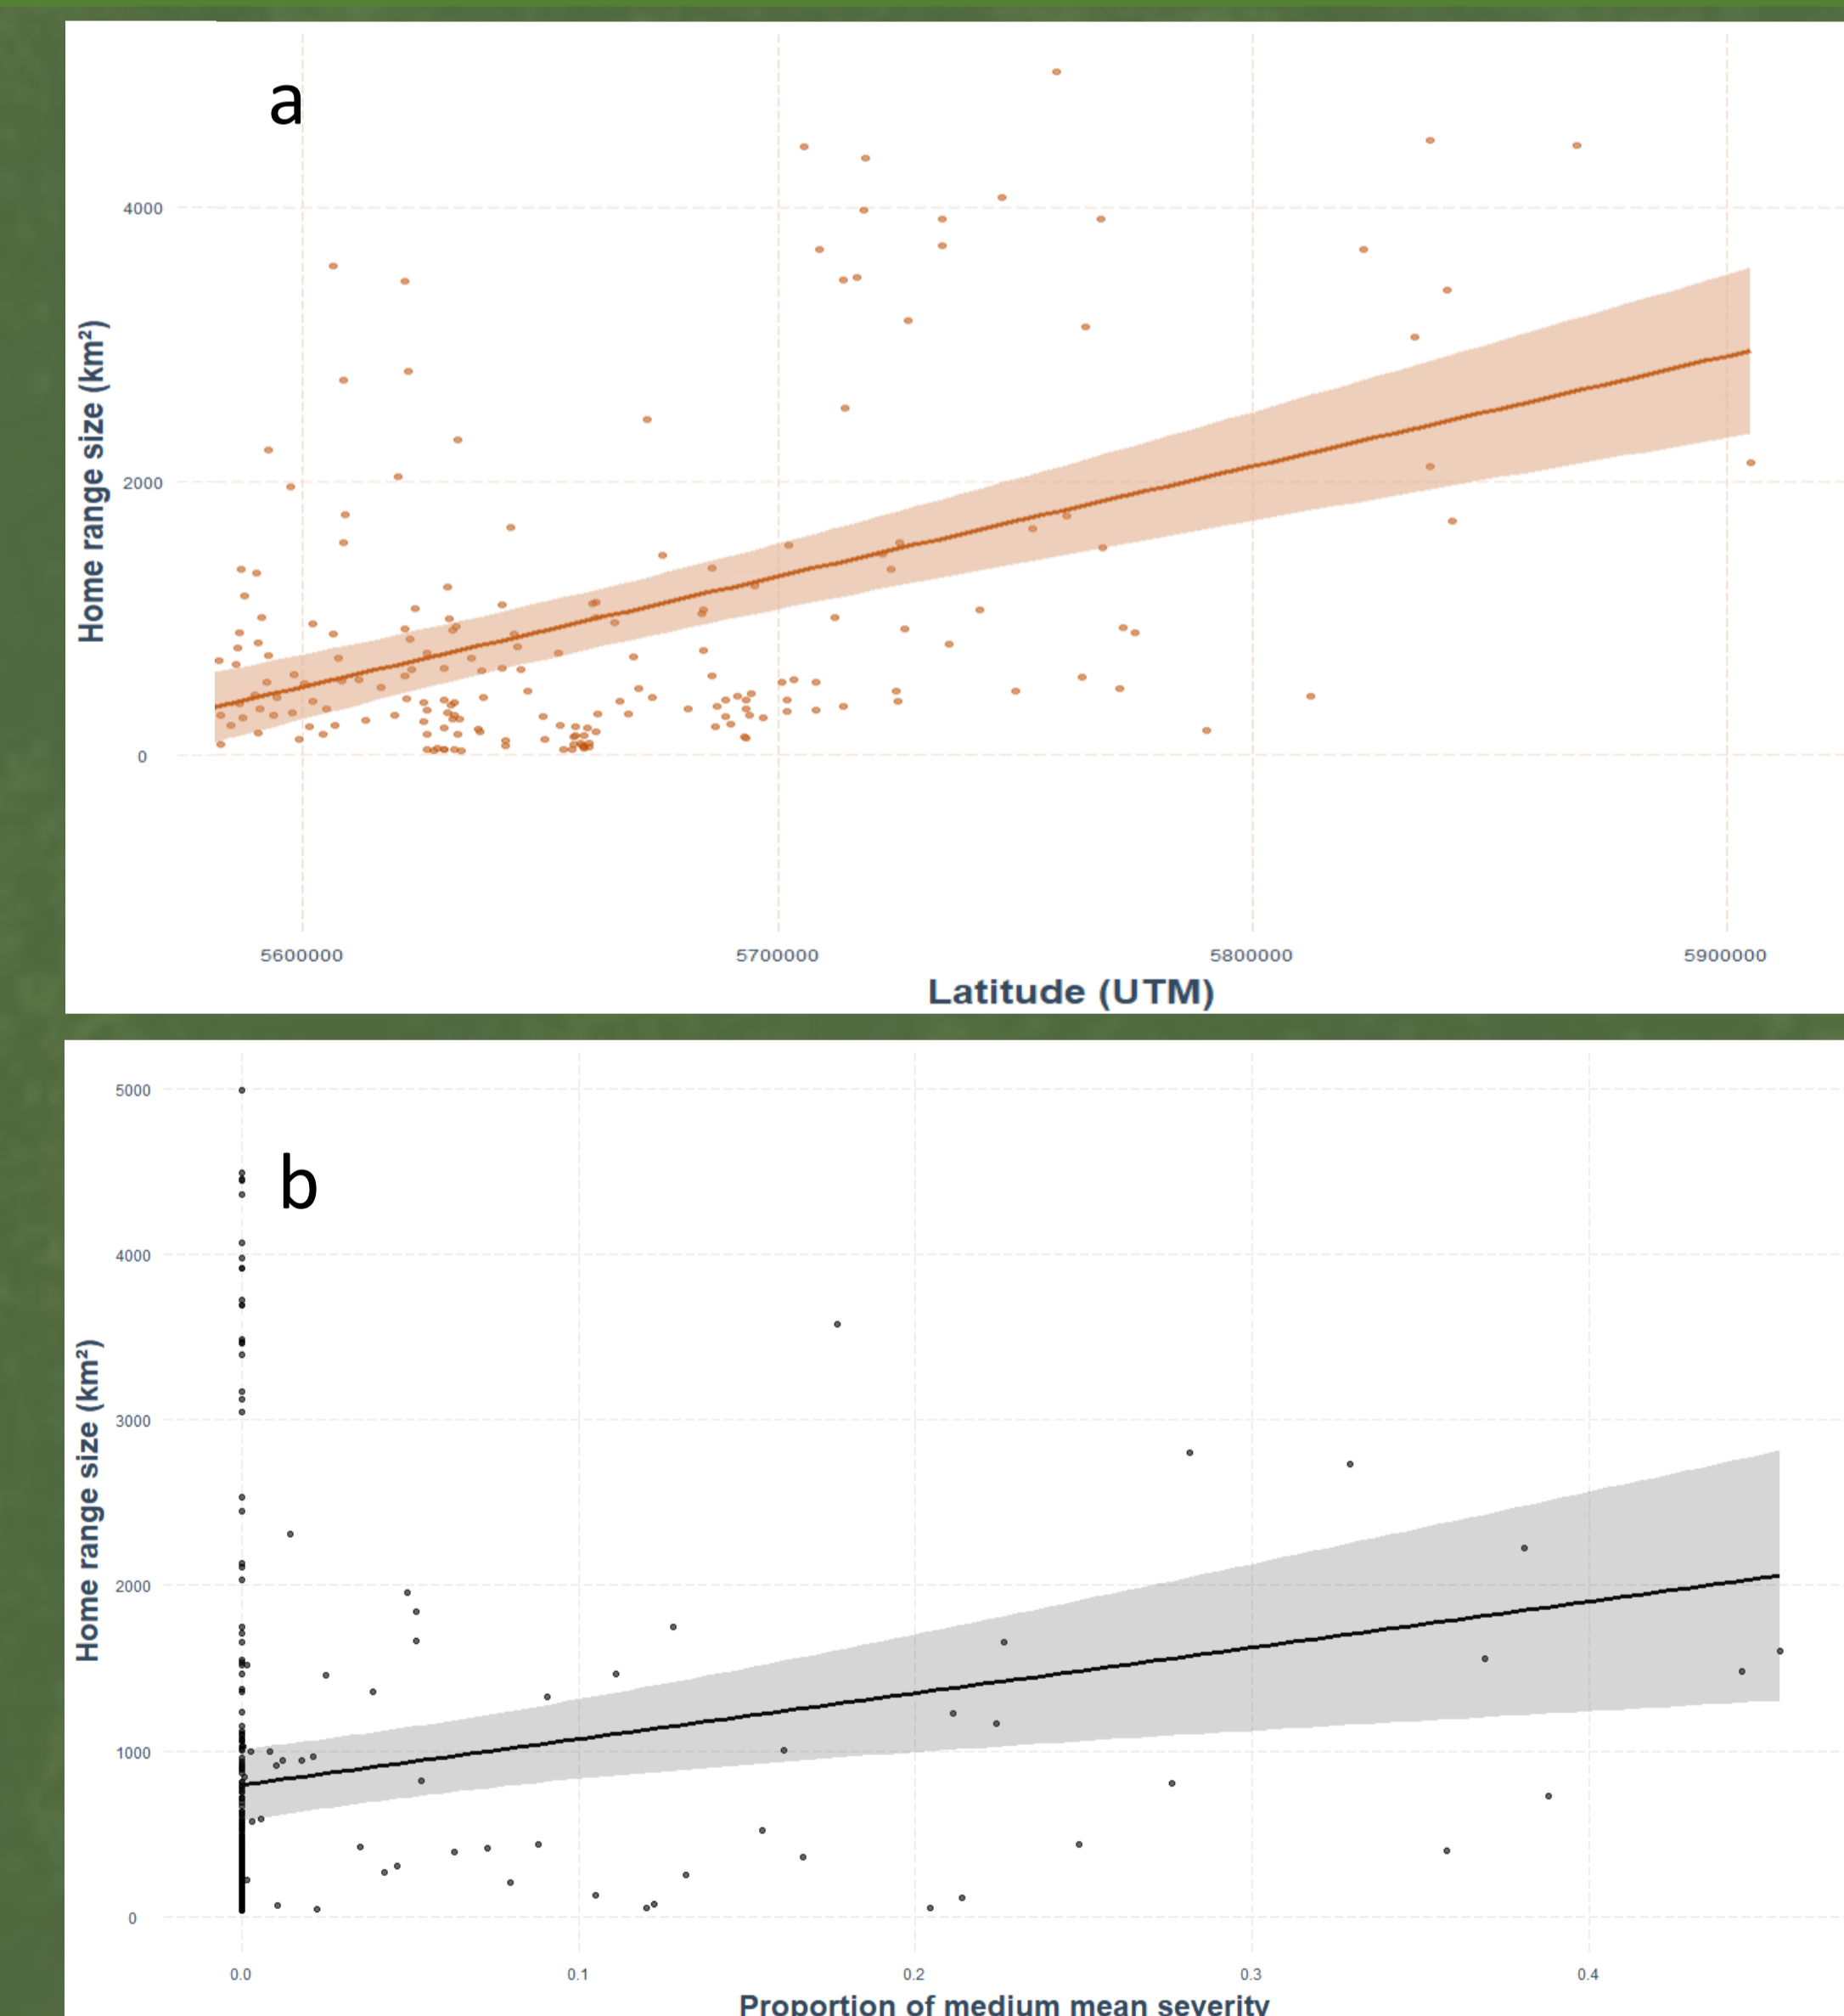 a
4000
2000
0
Home range size (km²)
5600000 5700000 5800000 5900000
Latitude (UTM)
b
5000
4000
3000
2000
1000
0
Home range size (km²)
0.0 0.1 0.2 0.3 0.4
Proportion of medium mean severity